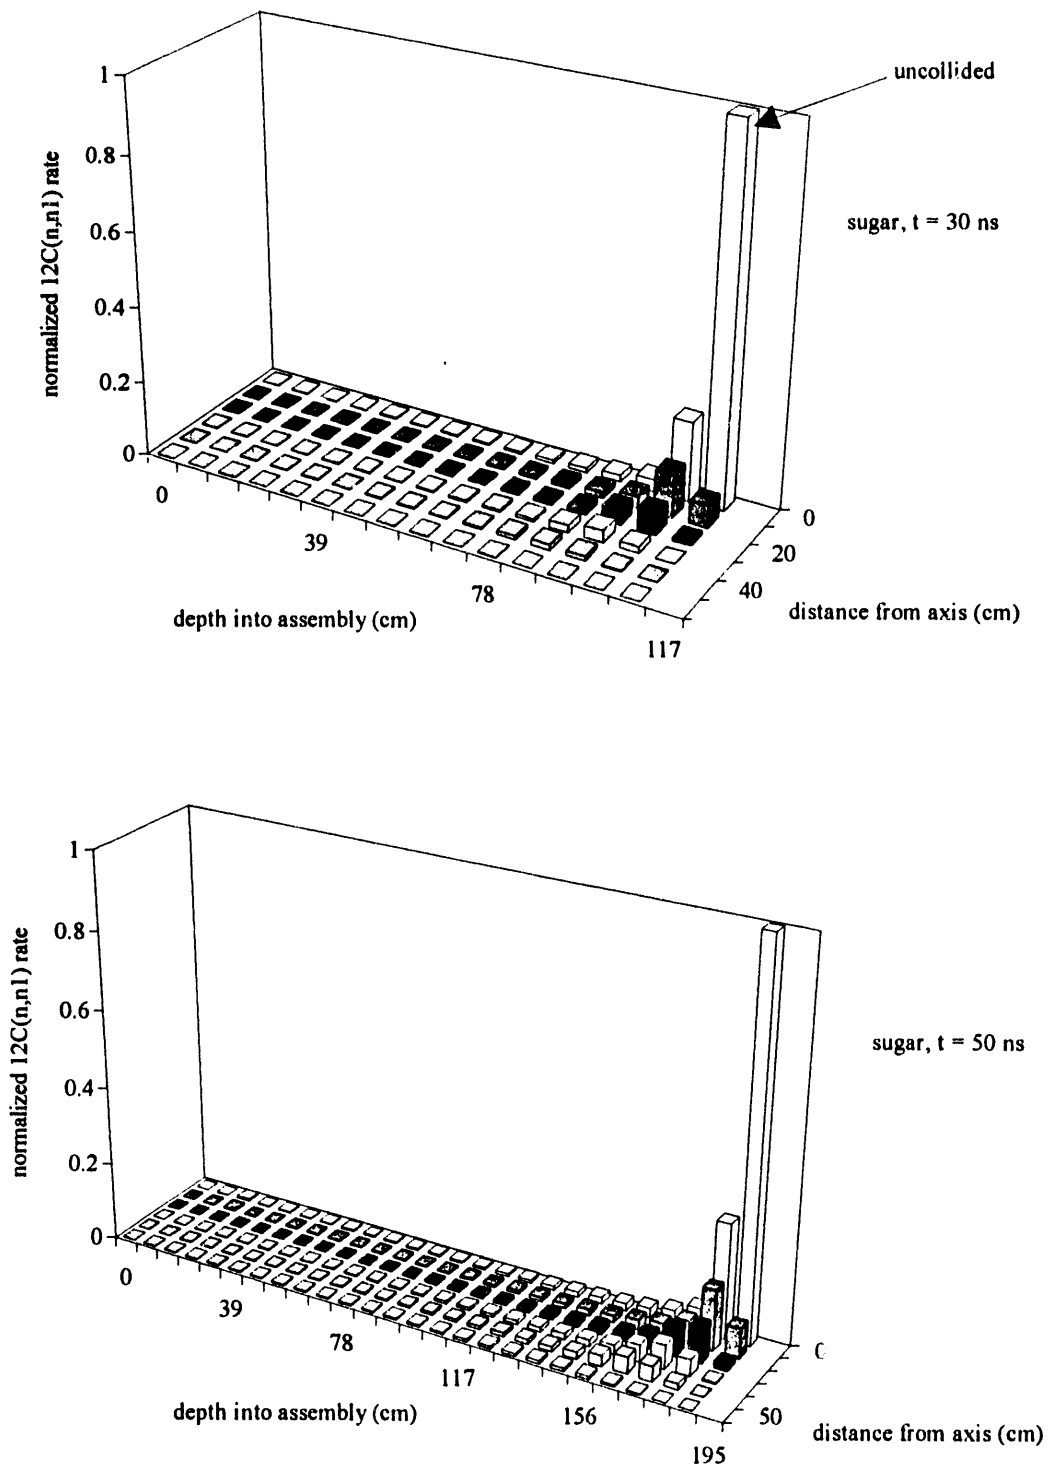 uncollided
1
0.8
0.6
0.4
0.2
0
normalized 12C(n,n1) rate
sugar, t = 30 ns
0
39
78
117
depth into assembly (cm)
0
20
40
distance from axis (cm)
1
0.8
0.6
0.4
0.2
0
normalized 12C(n,n1) rate
sugar, t = 50 ns
0
39
78
117
156
195
depth into assembly (cm)
50
distance from axis (cm)